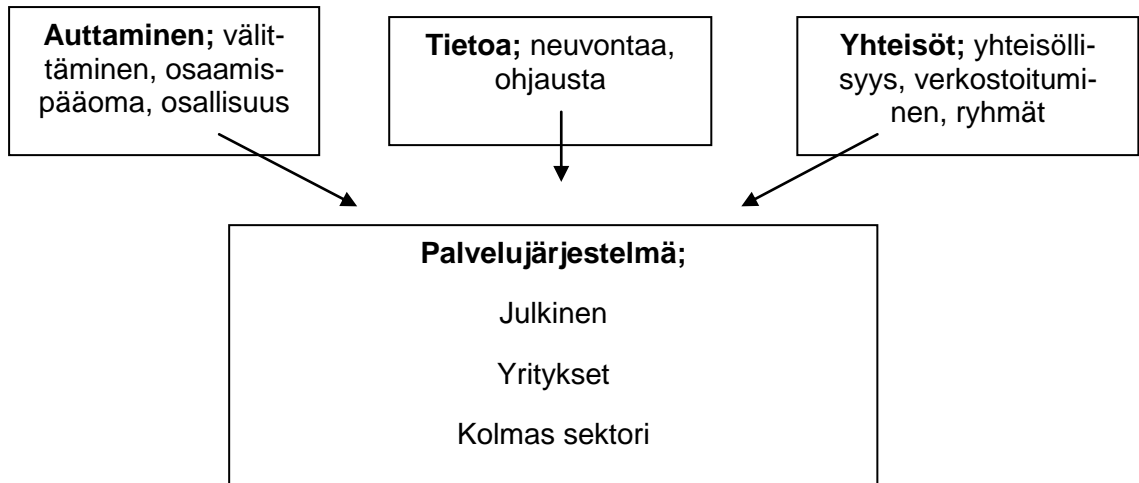 Auttaminen; välit-
täminen, osaamis-
pääoma, osallisuus
Tietoa; neuvontaa,
ohjausta
Yhteisöt; yhteisölli-
syys, verkostoitumi-
nen, ryhmät
Palvelujärjestelmä;
Julkinen
Yritykset
Kolmas sektori